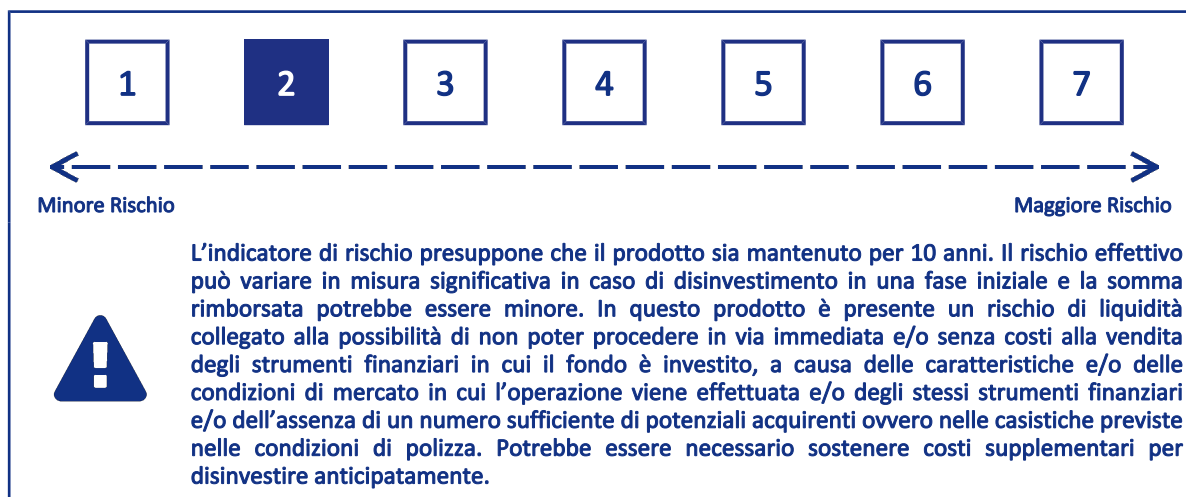 1 2 3 4 5 6 7
Minore Rischio Maggiore Rischio
L'indicatore di rischio presuppone che il prodotto sia mantenuto per 10 anni. Il rischio effettivo
può variare in misura significativa in caso di disinvestimento in una fase iniziale e la somma
rimborsata potrebbe essere minore. In questo prodotto è presente un rischio di liquidità
collegato alla possibilità di non poter procedere in via immediata e/o senza costi alla vendita
degli strumenti finanziari in cui il fondo è investito, a causa delle caratteristiche e/o delle
condizioni di mercato in cui l'operazione viene effettuata e/o degli stessi strumenti finanziari
e/o dell'assenza di un numero sufficiente di potenziali acquirenti ovvero nelle casistiche previste
nelle condizioni di polizza. Potrebbe essere necessario sostenere costi supplementari per
disinvestire anticipatamente.